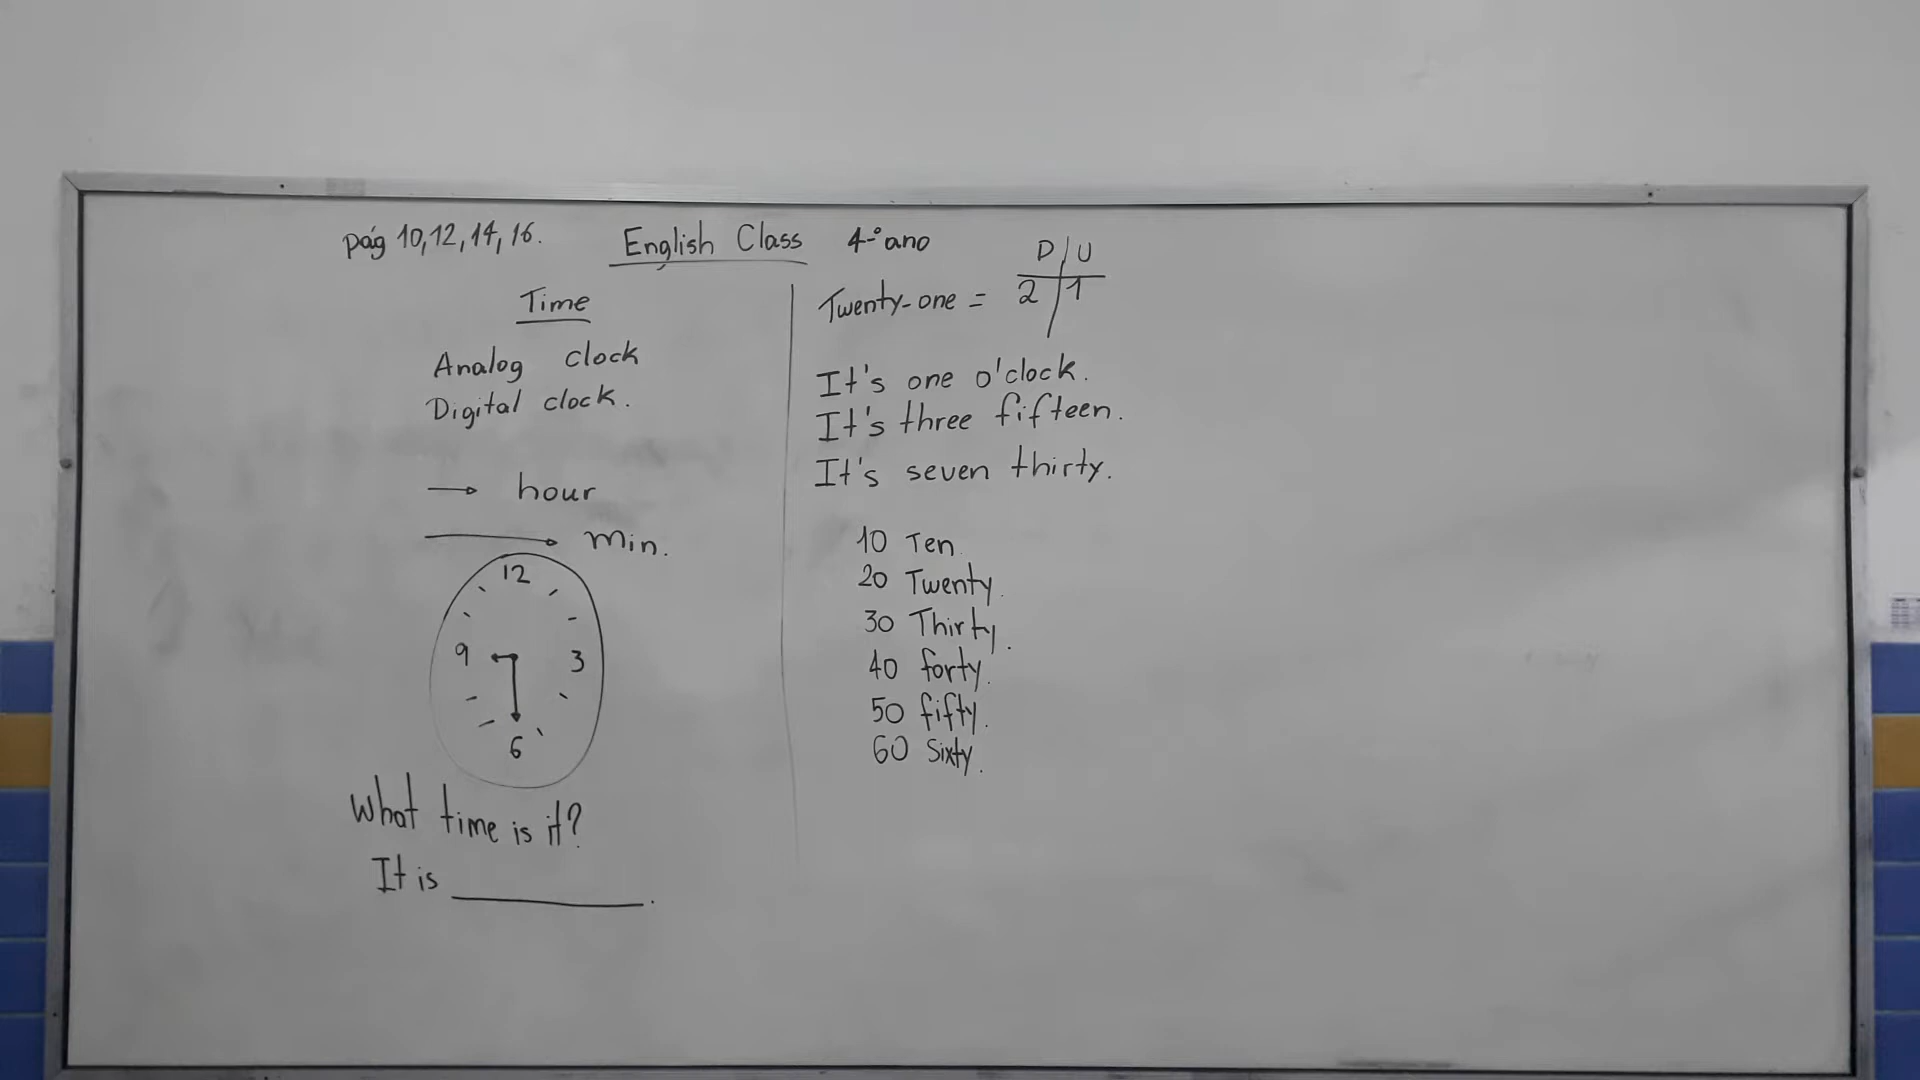 pág 10, 12, 14, 16. English Class 4º ano
Time
Analog clock
Digital clock.
hour
min.
12
9 3
6
What time is it?
It is ________.
D U
Twenty-one = 2 1
It's one o'clock.
It's three fifteen.
It's seven thirty.
10 Ten
20 Twenty.
30 Thirty.
40 forty.
50 fifty.
60 Sixty.